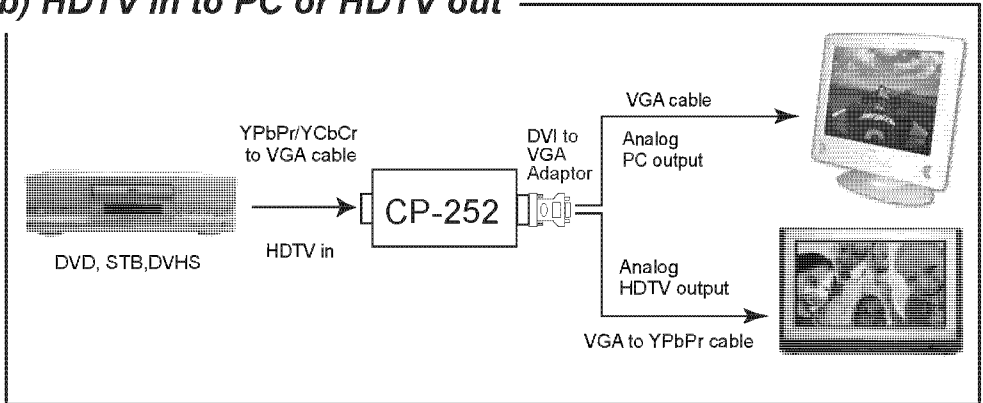 b) HDTV in to PC or HDTV out
YPbPr/YCbCr
to VGA cable
HDTV in
DVD, STB,DVHS
CP-252
DVI to
VGA
Adaptor
VGA cable
Analog
PC output
Analog
HDTV output
VGA to YPbPr cable